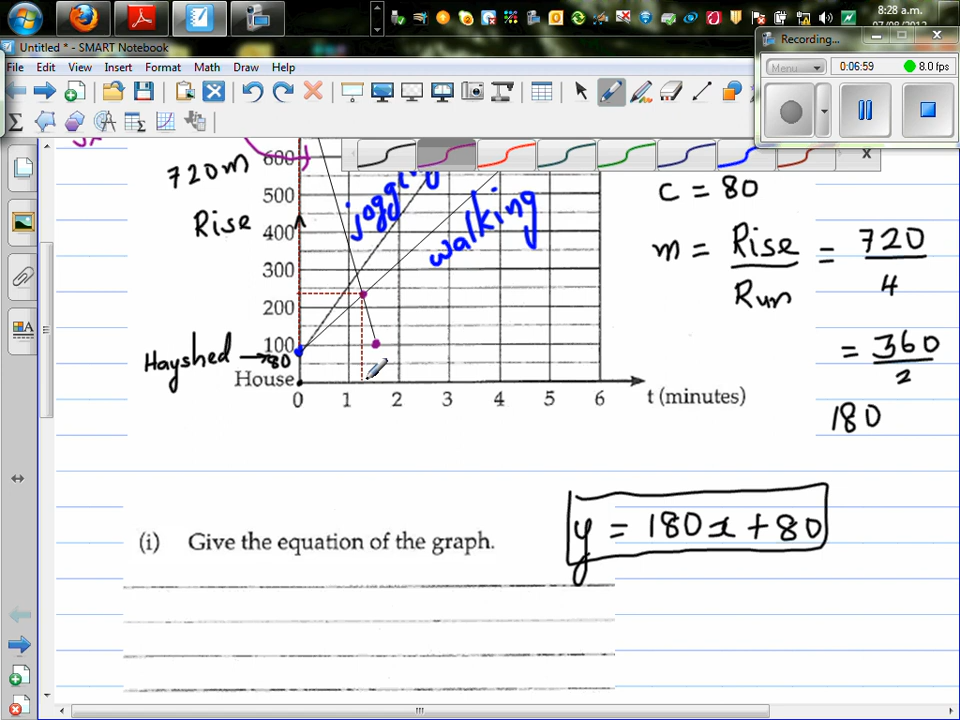 8:28 a.m.
07/08/2012
Untitled * - SMART Notebook
Recording...
File Edit View Insert Format Math Draw Help
Menu
0:06:59
8.0 fps
600
720m
500
Rise
400
300
200
100
Hayshed → 80
House
0 1 2 3 4 5 6 t (minutes)
jogging
walking
c = 80
m = Rise / Run = 720 / 4
= 360 / 2
180
(i) Give the equation of the graph.
y = 180x + 80